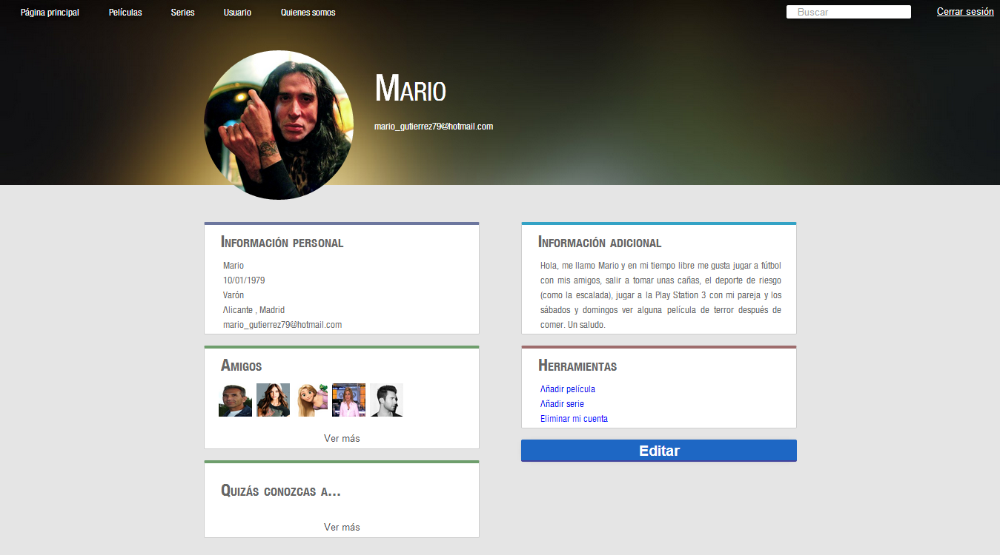 Página principal Películas Series Usuario Quienes somos Buscar Cerrar sesión
Mario
mario_gutierrez79@hotmail.com
Información personal
Mario
10/01/1979
Varón
Alicante , Madrid
mario_gutierrez79@hotmail.com
Información adicional
Hola, me llamo Mario y en mi tiempo libre me gusta jugar a fútbol
con mis amigos, salir a tomar unas cañas, el deporte de riesgo
(como la escalada), jugar a la Play Station 3 con mi pareja y los
sábados y domingos ver alguna película de terror después de
comer. Un saludo.
Amigos
Ver más
Herramientas
Añadir película
Añadir serie
Eliminar mi cuenta
Editar
Quizás conozcas a...
Ver más